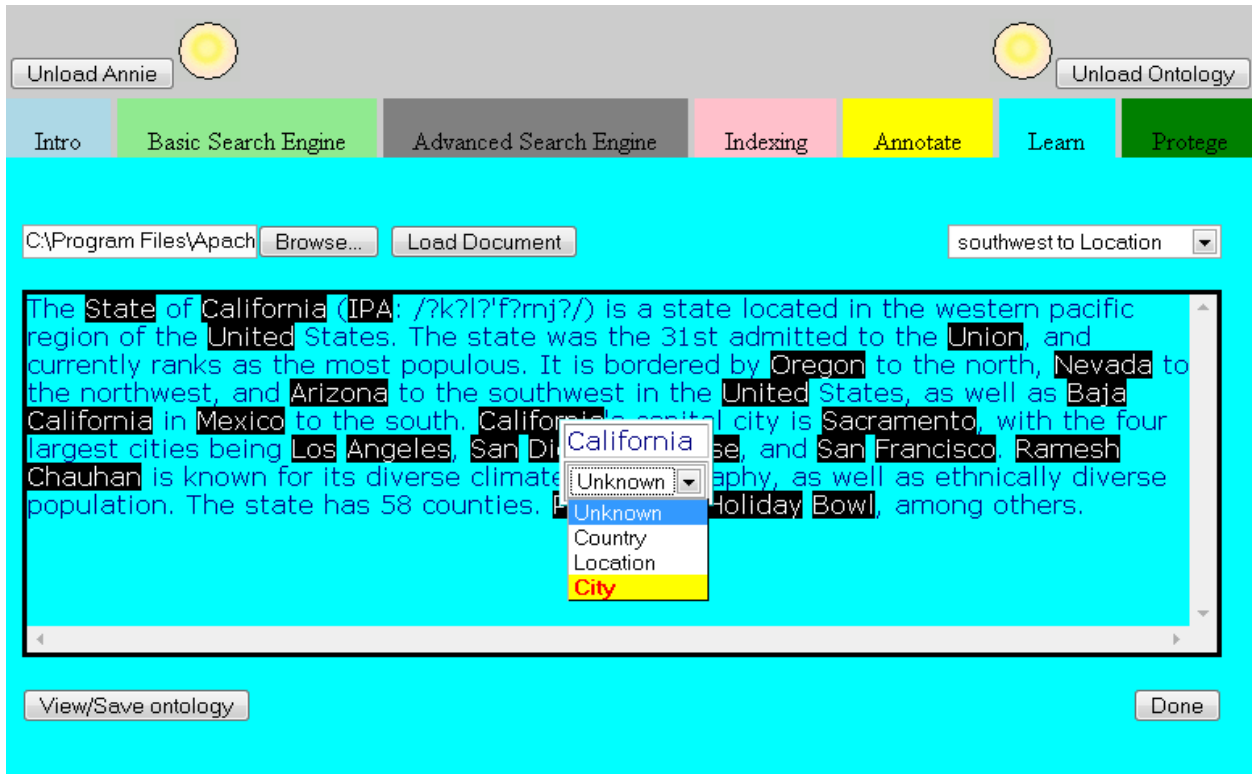 Unload Annie
Unload Ontology
Intro Basic Search Engine Advanced Search Engine Indexing Annotate Learn Protege
C:\Program Files\Apach Browse... Load Document southwest to Location
The State of California (IPA: /?k?l?'f?rnj?/) is a state located in the western pacific
region of the United States. The state was the 31st admitted to the Union, and
currently ranks as the most populous. It is bordered by Oregon to the north, Nevada to
the northwest, and Arizona to the southwest in the United States, as well as Baja
California in Mexico to the south. capital city is Sacramento, with the four
largest cities being Los Angeles, San and San Francisco. Ramesh
Chauhan is known for its diverse climate as well as ethnically diverse
population. The state has 58 counties. Holiday Bowl, among others.
California
Unknown
Unknown
Country
Location
City
View/Save ontology Done